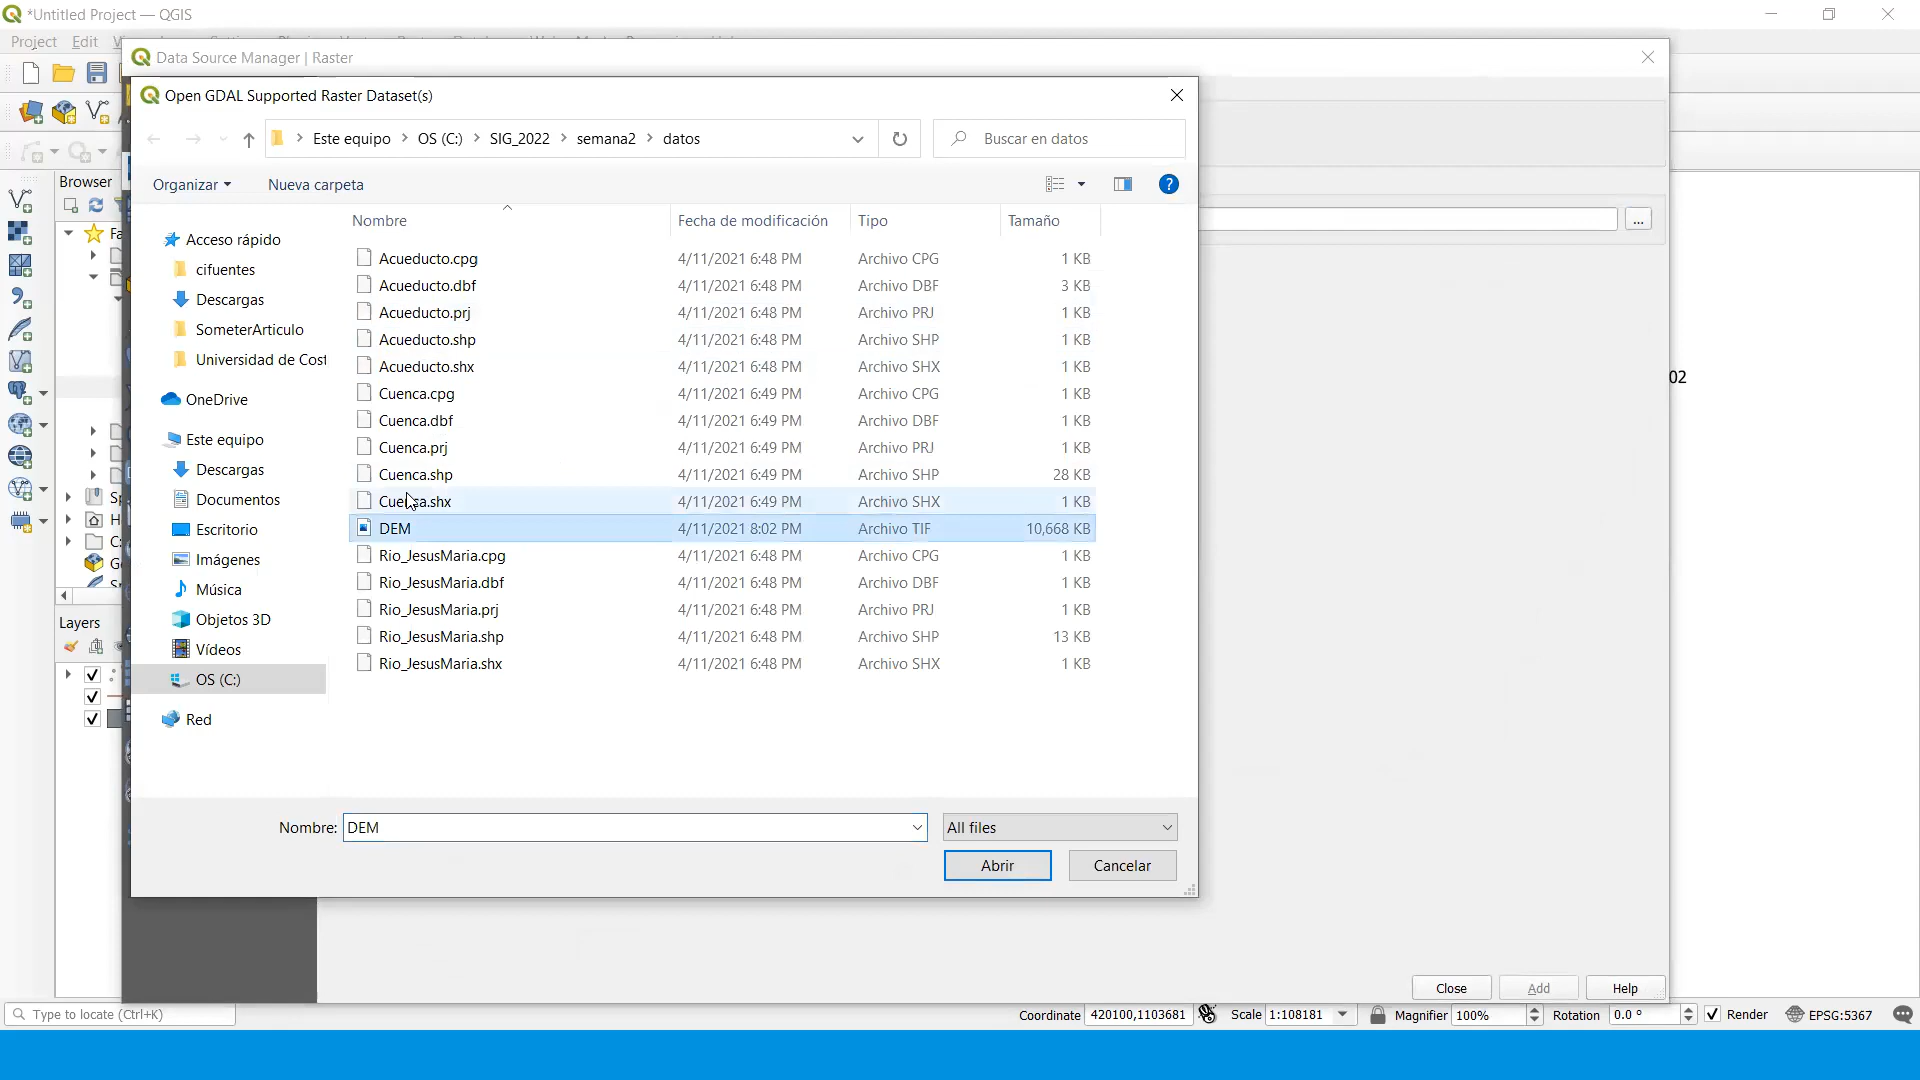 *Untitled Project — QGIS
Project Edit
Data Source Manager | Raster
Open GDAL Supported Raster Dataset(s)
Este equipo OS (C:) SIG_2022 semana2 datos
Buscar en datos
Organizar
Nueva carpeta
...
Browser
Nombre Fecha de modificación Tipo Tamaño
Acceso rápido
cifuentes
Descargas
SometerArticulo
Universidad de Cost
OneDrive
Este equipo
Descargas
Documentos
Escritorio
Imágenes
Música
Objetos 3D
Vídeos
OS (C:)
Red
Acueducto.cpg 4/11/2021 6:48 PM Archivo CPG 1 KB
Acueducto.dbf 4/11/2021 6:48 PM Archivo DBF 3 KB
Acueducto.prj 4/11/2021 6:48 PM Archivo PRJ 1 KB
Acueducto.shp 4/11/2021 6:48 PM Archivo SHP 1 KB
Acueducto.shx 4/11/2021 6:48 PM Archivo SHX 1 KB
Cuenca.cpg 4/11/2021 6:49 PM Archivo CPG 1 KB
Cuenca.dbf 4/11/2021 6:49 PM Archivo DBF 1 KB
Cuenca.prj 4/11/2021 6:49 PM Archivo PRJ 1 KB
Cuenca.shp 4/11/2021 6:49 PM Archivo SHP 28 KB
Cuenca.shx 4/11/2021 6:49 PM Archivo SHX 1 KB
DEM 4/11/2021 8:02 PM Archivo TIF 10,668 KB
Rio_JesusMaria.cpg 4/11/2021 6:48 PM Archivo CPG 1 KB
Rio_JesusMaria.dbf 4/11/2021 6:48 PM Archivo DBF 1 KB
Rio_JesusMaria.prj 4/11/2021 6:48 PM Archivo PRJ 1 KB
Rio_JesusMaria.shp 4/11/2021 6:48 PM Archivo SHP 13 KB
Rio_JesusMaria.shx 4/11/2021 6:48 PM Archivo SHX 1 KB
02
Layers
Nombre: DEM
All files
Abrir Cancelar
Close Add Help
Type to locate (Ctrl+K)
Coordinate 420100,1103681 Scale 1:108181 Magnifier 100% Rotation 0.0 ° Render EPSG:5367